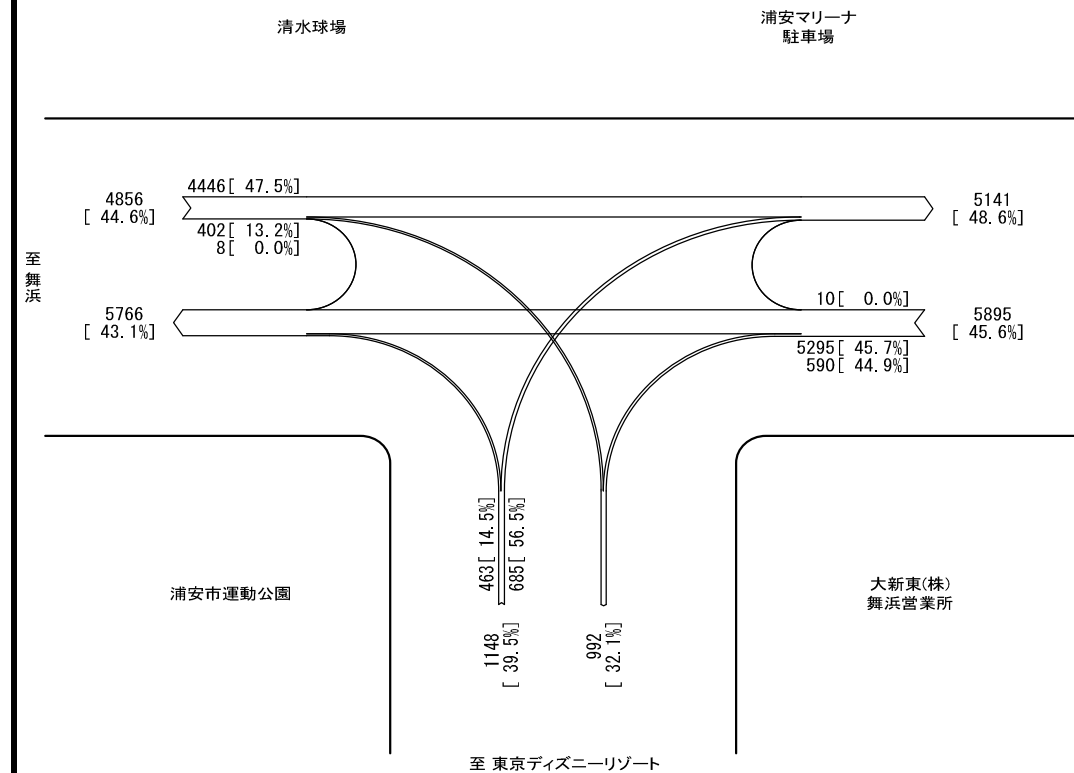 清水球場
浦安マリーナ
駐車場
4446[ 47.5%]
4856
[ 44.6%]
5141
[ 48.6%]
402[ 13.2%]
8[ 0.0%]
至 舞浜
10[ 0.0%]
5766
[ 43.1%]
5895
[ 45.6%]
5295[ 45.7%]
590[ 44.9%]
463[ 14.5%]
685[ 56.5%]
浦安市運動公園
大新東(株)
舞浜営業所
1148
[ 39.5%]
992
[ 32.1%]
至 東京ディズニーリゾート